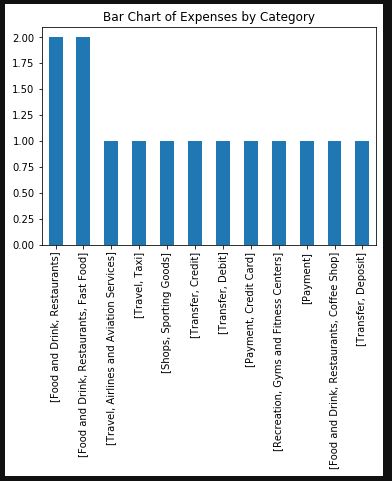 Bar Chart of Expenses by Category
2.00
1.75
1.50
1.25
1.00
0.75
0.50
0.25
0.00
[Food and Drink, Restaurants]
[Food and Drink, Restaurants, Fast Food]
[Travel, Airlines and Aviation Services]
[Travel, Taxi]
[Shops, Sporting Goods]
[Transfer, Credit]
[Transfer, Debit]
[Payment, Credit Card]
[Recreation, Gyms and Fitness Centers]
[Payment]
[Food and Drink, Restaurants, Coffee Shop]
[Transfer, Deposit]